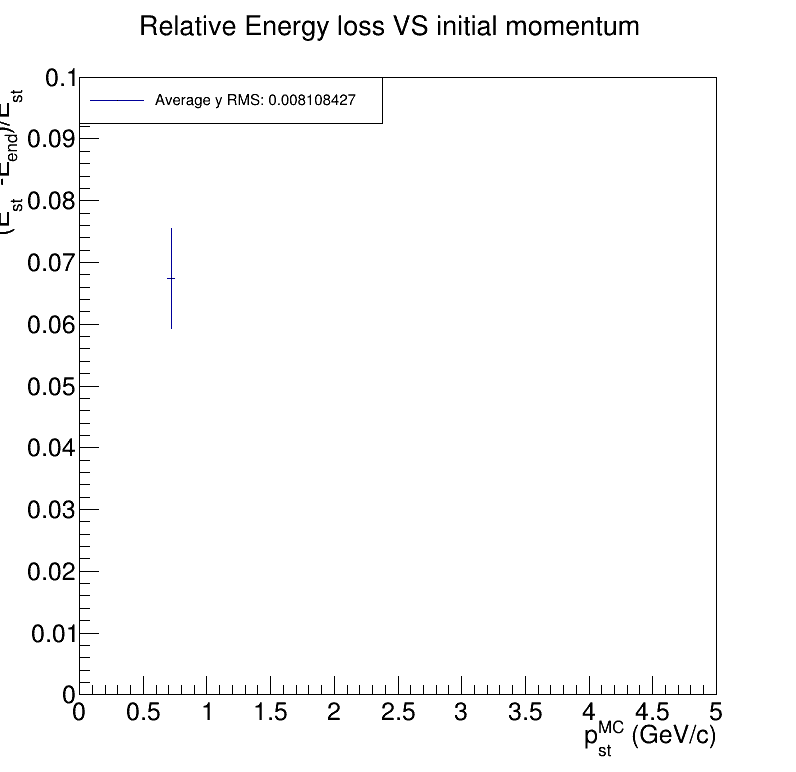 Relative Energy loss VS initial momentum
(E_st -E_end)/E_st
Average y RMS: 0.008108427
0.1
0.09
0.08
0.07
0.06
0.05
0.04
0.03
0.02
0.01
0
0 0.5 1 1.5 2 2.5 3 3.5 4 4.5 5
p_st^MC (GeV/c)